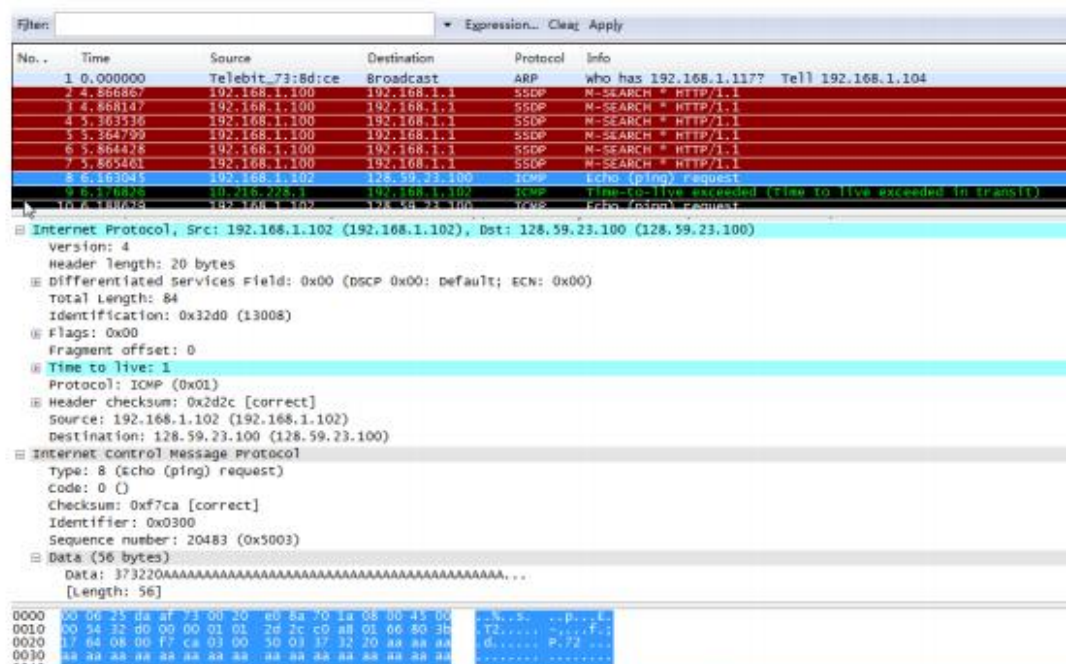 Filter: Expression... Clear Apply
No. . Time Source Destination Protocol Info
1 0.000000 Telebit_73:8d:ce Broadcast ARP who has 192.168.1.117? Tell 192.168.1.104
2 4.866867 192.168.1.100 192.168.1.1 SSDP M-SEARCH * HTTP/1.1
3 4.868147 192.168.1.100 192.168.1.1 SSDP M-SEARCH * HTTP/1.1
4 5.363536 192.168.1.100 192.168.1.1 SSDP M-SEARCH * HTTP/1.1
5 5.364799 192.168.1.100 192.168.1.1 SSDP M-SEARCH * HTTP/1.1
6 5.864428 192.168.1.100 192.168.1.1 SSDP M-SEARCH * HTTP/1.1
7 5.865461 192.168.1.100 192.168.1.1 SSDP M-SEARCH * HTTP/1.1
8 6.163045 192.168.1.102 128.59.23.100 ICMP Echo (ping) request
9 6.176826 10.216.228.1 192.168.1.102 ICMP Time-to-live exceeded (Time to live exceeded in transit)
10 6.188629 192.168.1.102 128.59.23.100 ICMP Echo (ping) request
Internet Protocol, Src: 192.168.1.102 (192.168.1.102), Dst: 128.59.23.100 (128.59.23.100)
Version: 4
Header length: 20 bytes
Differentiated Services Field: 0x00 (DSCP 0x00: Default; ECN: 0x00)
Total Length: 84
Identification: 0x32d0 (13008)
Flags: 0x00
Fragment offset: 0
Time to live: 1
Protocol: ICMP (0x01)
Header checksum: 0x2d2c [correct]
Source: 192.168.1.102 (192.168.1.102)
Destination: 128.59.23.100 (128.59.23.100)
Internet Control Message Protocol
Type: 8 (Echo (ping) request)
Code: 0 ()
Checksum: 0xf7ca [correct]
Identifier: 0x0300
Sequence number: 20483 (0x5003)
Data (56 bytes)
Data: 373220AAAAAAAAAAAAAAAAAAAAAAAAAAAAAAAAAAAAAAAAAA...
[Length: 56]
0000 00 06 25 da af 73 00 20 e0 8a 70 1a 08 00 45 00 ..%..s. ..p...E.
0010 00 54 32 d0 00 00 01 01 2d 2c c0 a8 01 66 80 3b .T2..... -,...f.;
0020 17 64 08 00 f7 ca 03 00 50 03 37 32 20 aa aa aa .d...... P.72 ...
0030 aa aa aa aa aa aa aa aa aa aa aa aa aa aa aa aa ........ ........